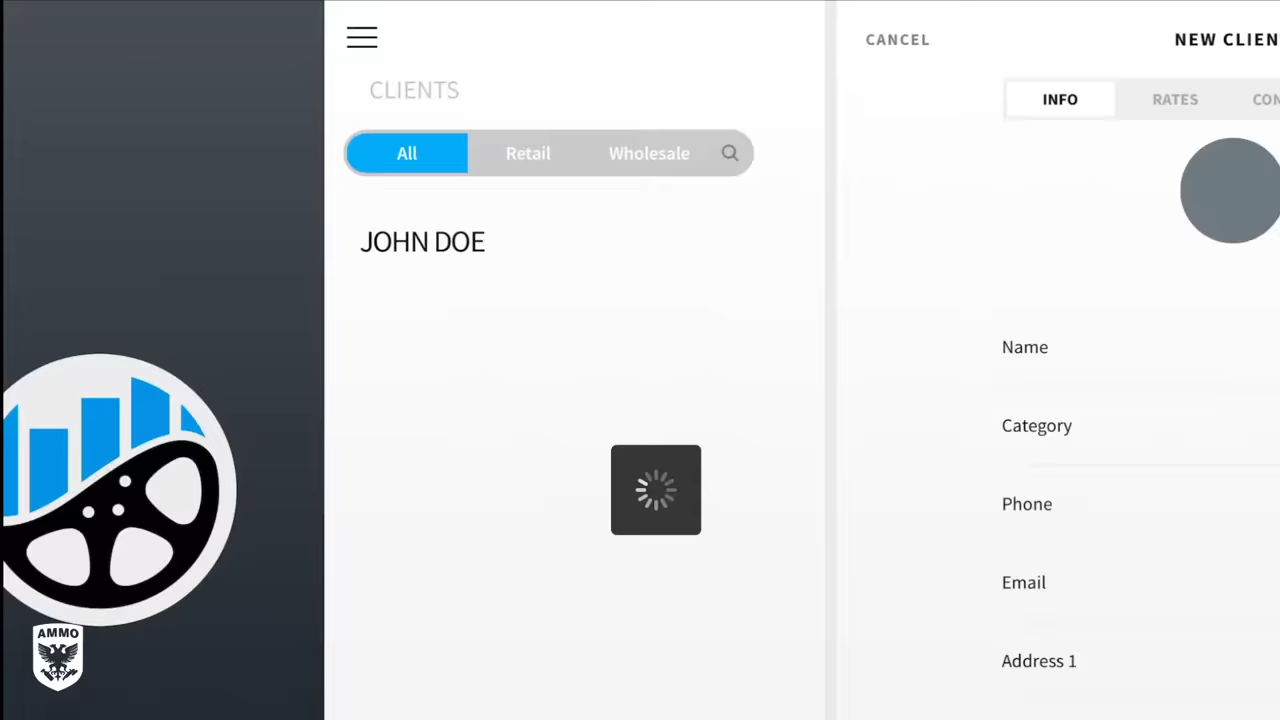 CLIENTS
All Retail Wholesale
JOHN DOE
CANCEL
NEW CLIEN
INFO RATES CON
Name
Category
Phone
Email
Address 1
AMMO